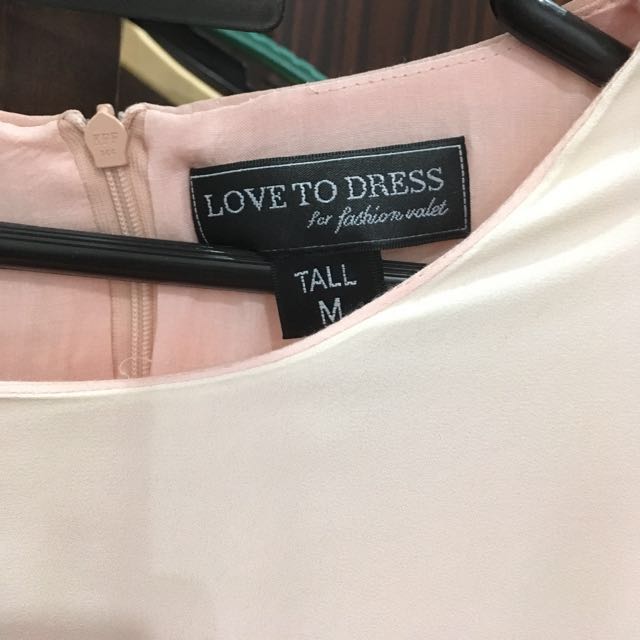 LOVE TO DRESS
for fashion valet
TALL
M